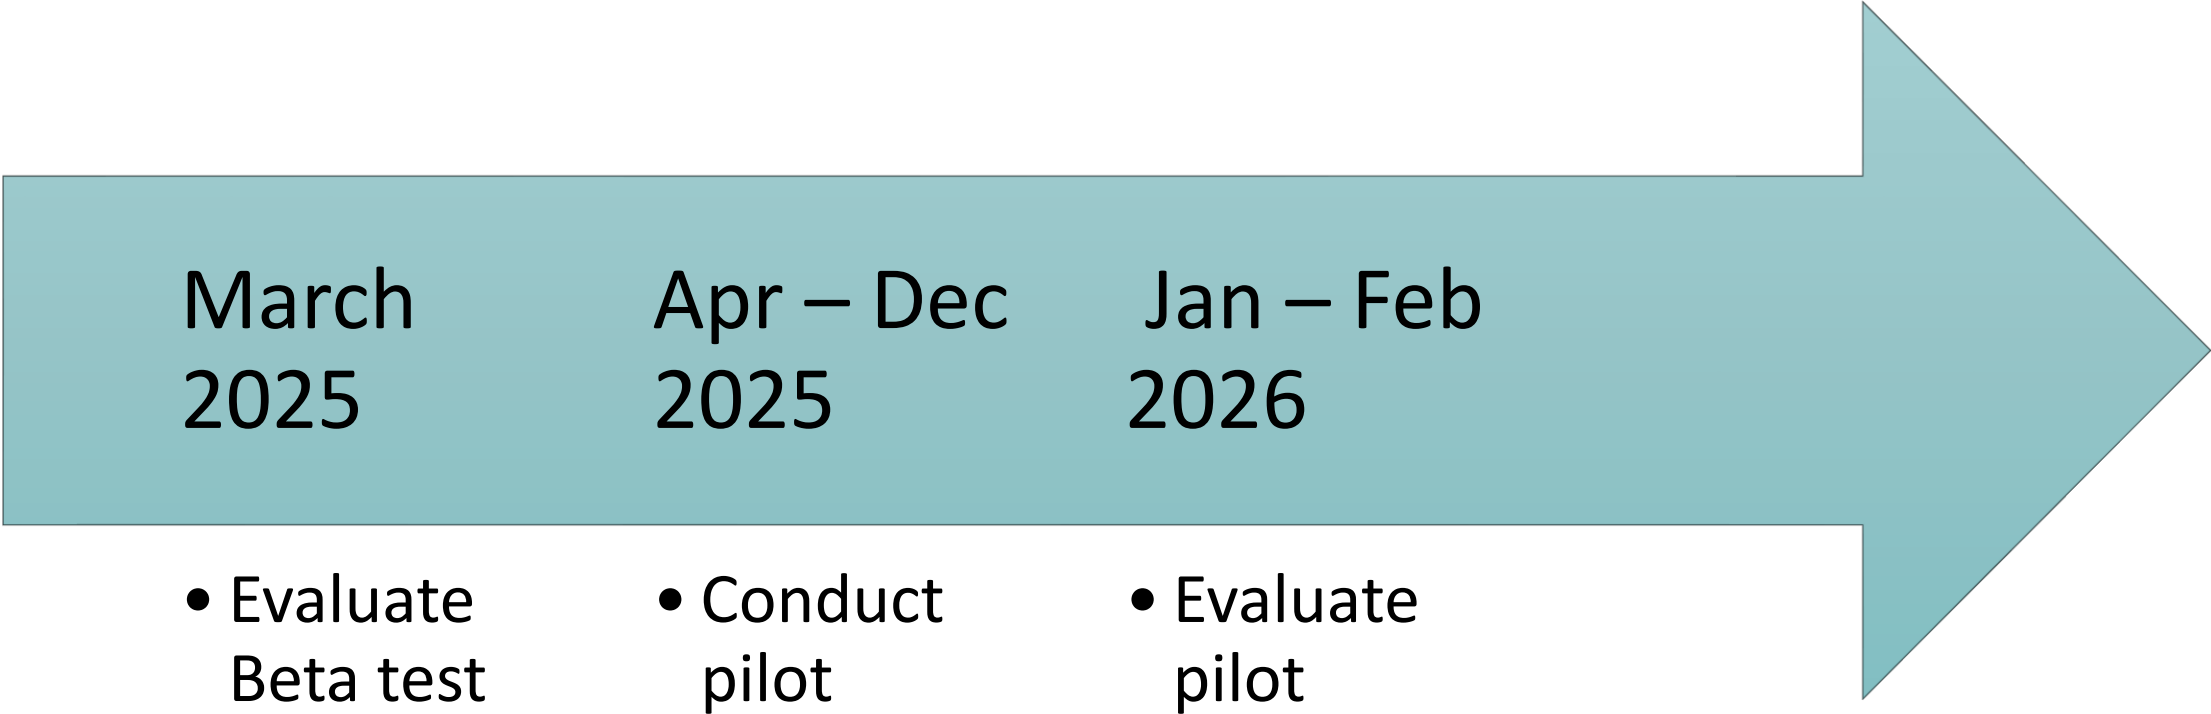 March
2025
Apr – Dec
2025
Jan – Feb
2026
• Evaluate
Beta test
• Conduct
pilot
• Evaluate
pilot